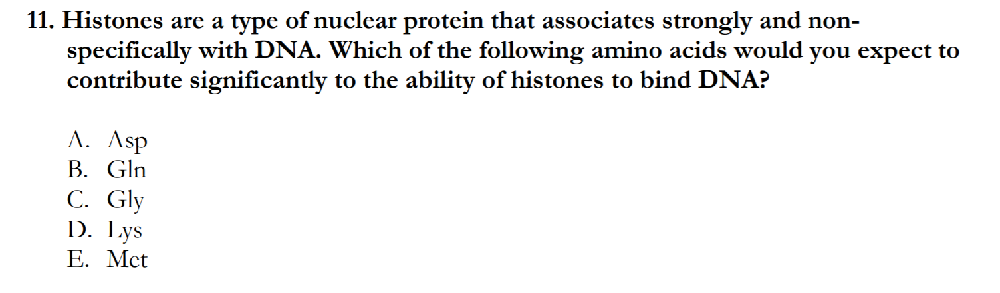 11. Histones are a type of nuclear protein that associates strongly and non-
specifically with DNA. Which of the following amino acids would you expect to
contribute significantly to the ability of histones to bind DNA?
A. Asp
B. Gln
C. Gly
D. Lys
E. Met